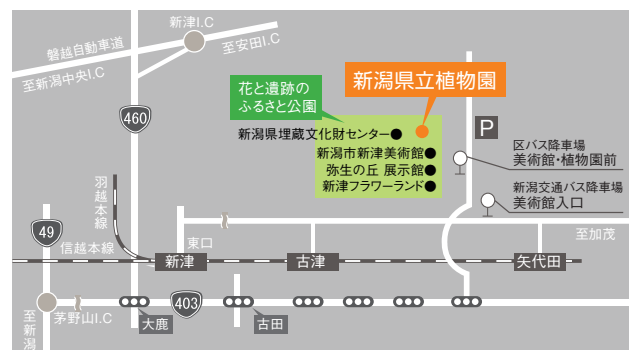 新津I.C
磐越自動車道
至安田I.C
至新潟中央I.C
花と遺跡の
ふるさと公園
新潟県立植物園
460
新潟県埋蔵文化財センター
P
新潟市新津美術館
弥生の丘 展示館
新津フラワーランド
区バス降車場
美術館・植物園前
新潟交通バス降車場
美術館入口
羽越本線
49
信越本線
東口
至加茂
新津
古津
矢代田
403
茅野山I.C
至新潟
大鹿
古田